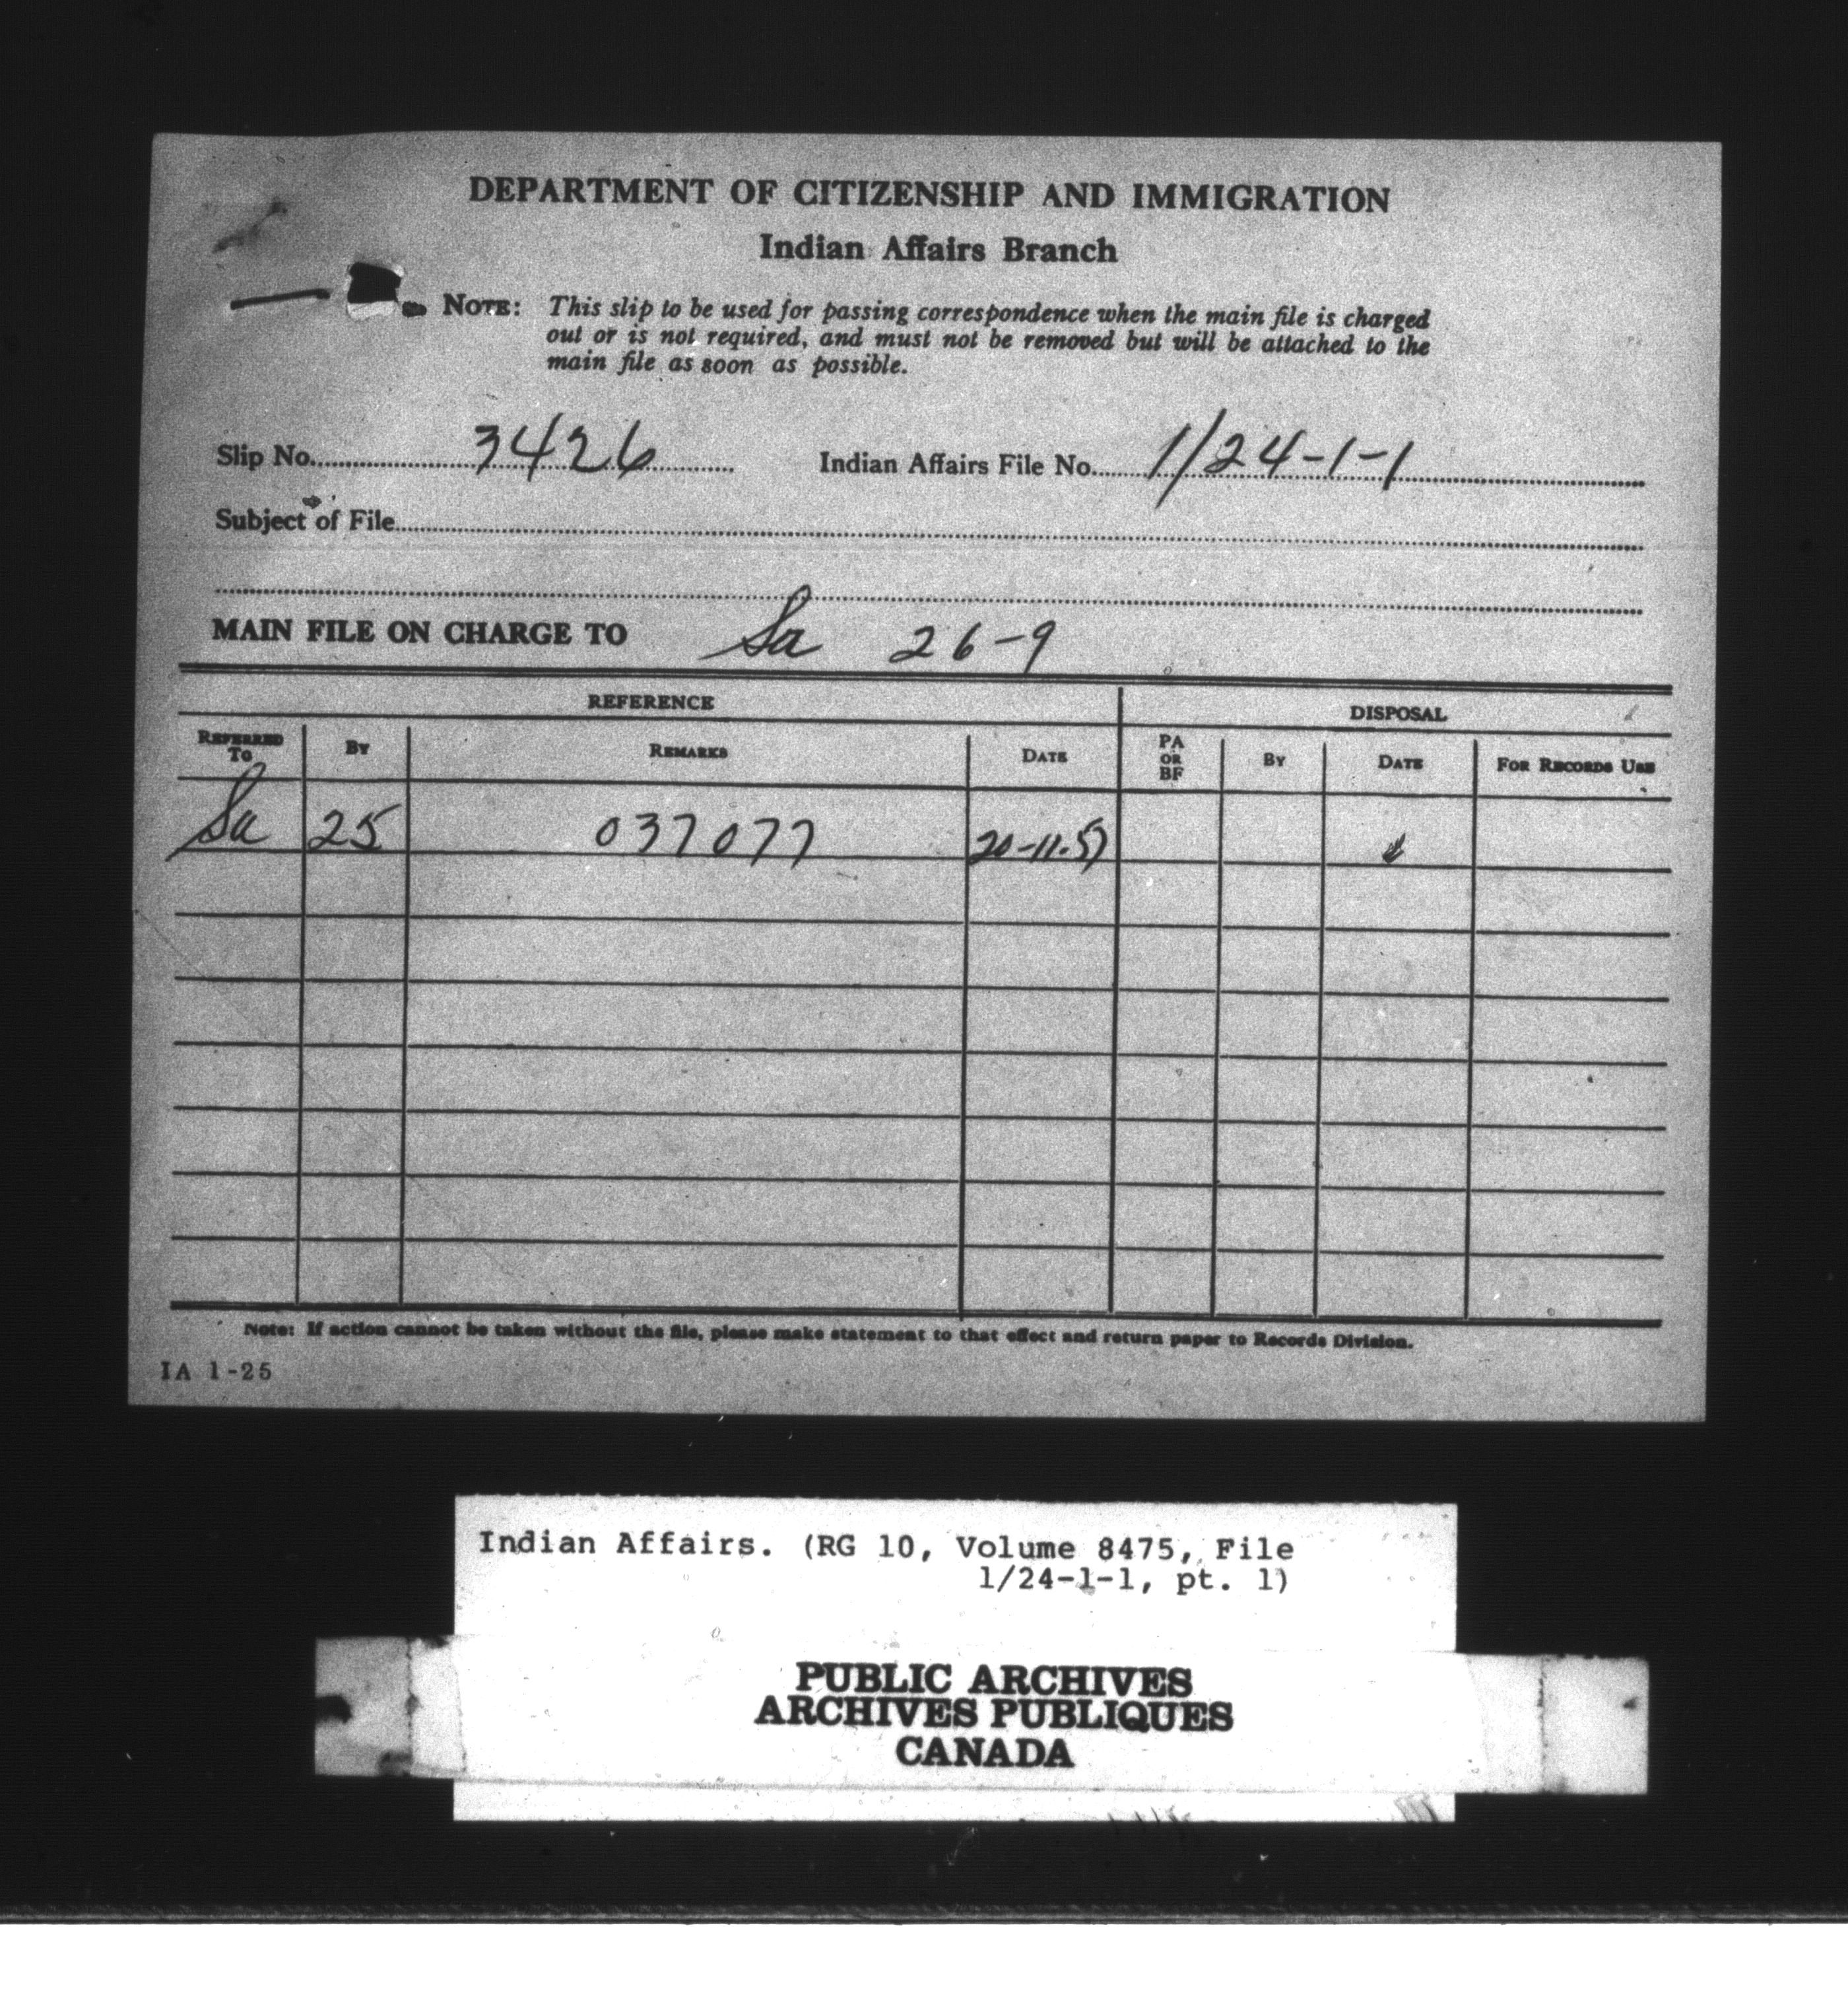 DEPARTMENT OF CITIZENSHIP AND IMMIGRATION
Indian Affairs Branch
NOTE: This slip to be used for passing correspondence when the main file is charged
out or is not required, and must not be removed but will be attached to the
main file as soon as possible.
Slip No. 3426 Indian Affairs File No. 1/24-1-1
Subject of File
MAIN FILE ON CHARGE TO Sa 26-9
REFERENCE DISPOSAL
REFERRED TO BY REMARKS DATE PA OR BF BY DATE FOR RECORDS USE
Sa 25 037077 20-11-57
Note: If action cannot be taken without the file, please make statement to that effect and return paper to Records Division.
IA 1-25
Indian Affairs. (RG 10, Volume 8475, File
1/24-1-1, pt. 1)
PUBLIC ARCHIVES
ARCHIVES PUBLIQUES
CANADA